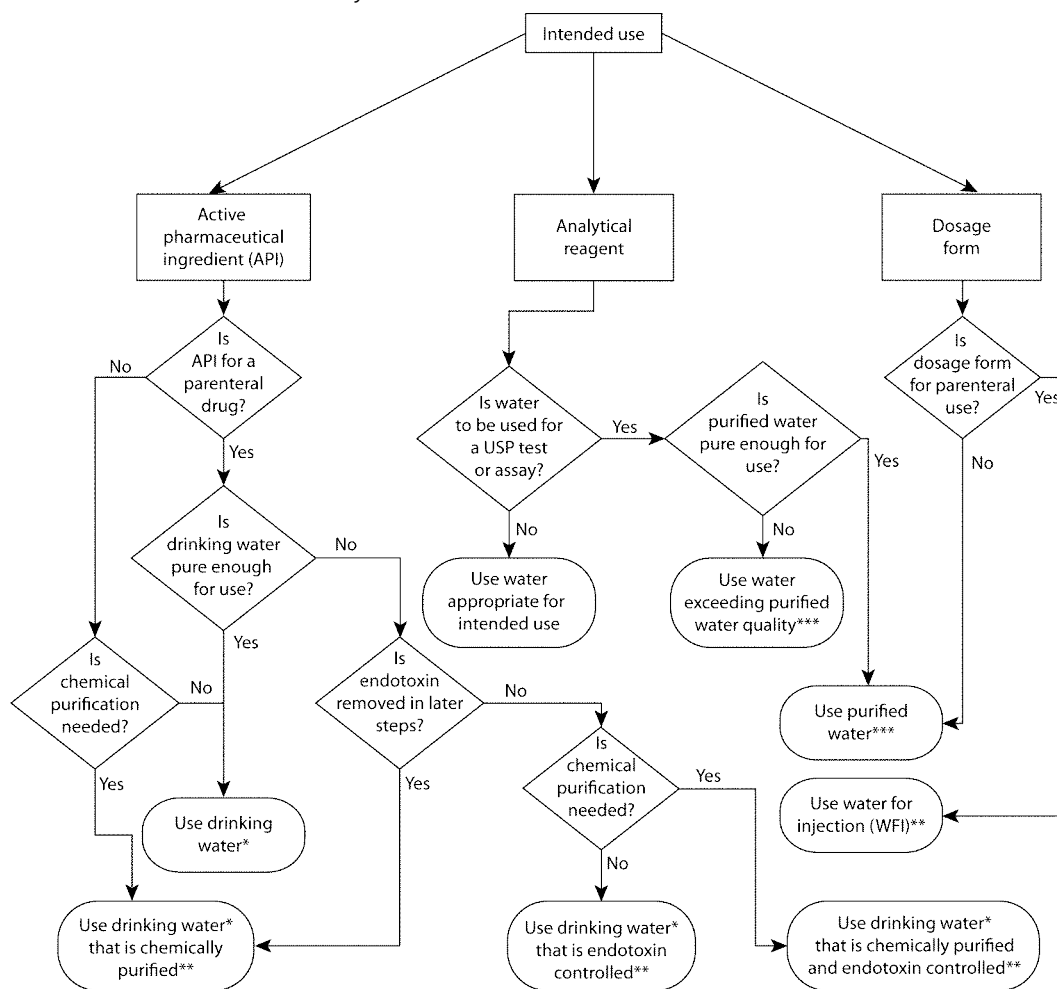 Intended use
Active
pharmaceutical
ingredient (API)
Analytical
reagent
Dosage
form
Is
API for a
parenteral
drug?
No
Yes
Is
dosage form
for parenteral
use?
Yes
No
Is water
to be used for
a USP test
or assay?
Yes
No
Is
purified water
pure enough for
use?
Yes
No
Is
drinking water
pure enough
for use?
No
Yes
Use water
appropriate for
intended use
Use water
exceeding purified
water quality***
Is
chemical
purification
needed?
No
Yes
Is
endotoxin
removed in later
steps?
No
Yes
Use purified
water***
Is
chemical
purification
needed?
Yes
No
Use drinking
water*
Use water for
injection (WFI)**
Use drinking water*
that is chemically
purified**
Use drinking water*
that is endotoxin
controlled**
Use drinking water*
that is chemically purified
and endotoxin controlled**